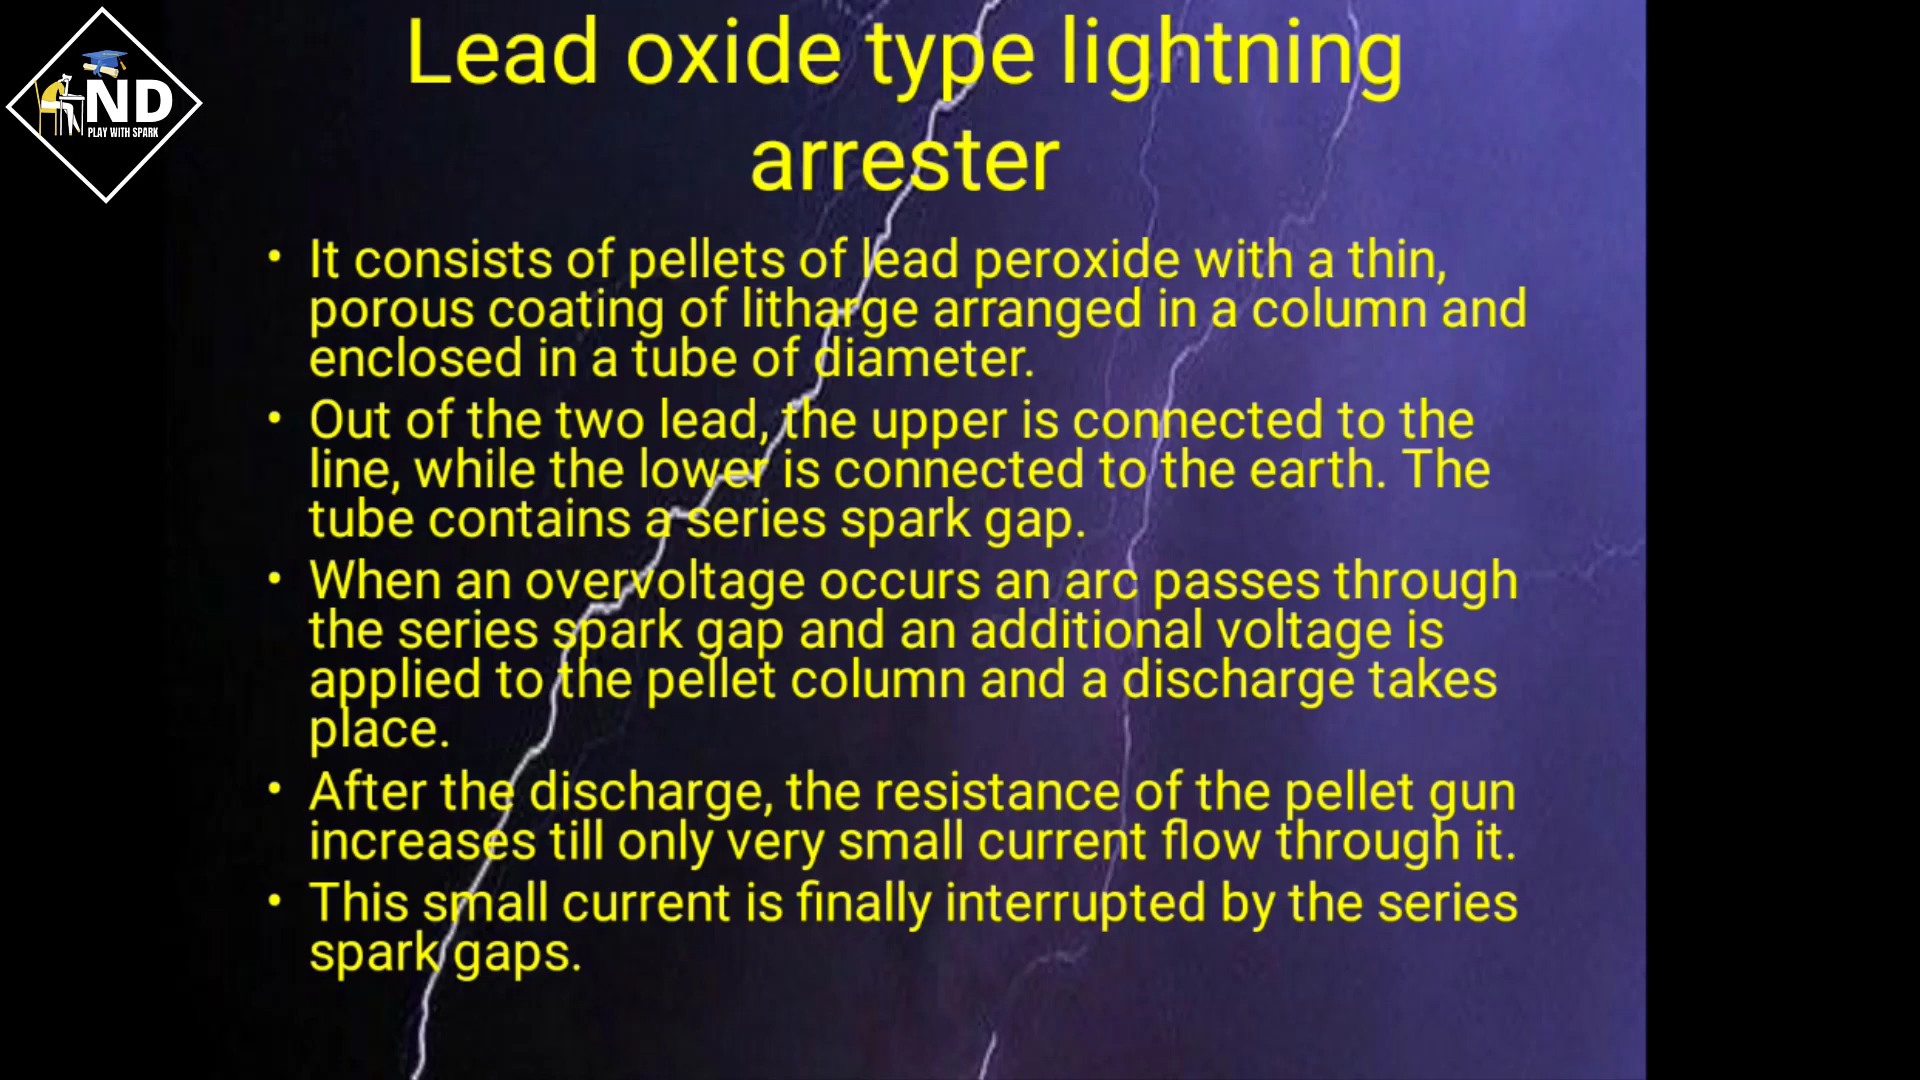 ND
PLAY WITH SPARK
Lead oxide type lightning
arrester
• It consists of pellets of lead peroxide with a thin,
porous coating of litharge arranged in a column and
enclosed in a tube of diameter.
• Out of the two lead, the upper is connected to the
line, while the lower is connected to the earth. The
tube contains a series spark gap.
• When an overvoltage occurs an arc passes through
the series spark gap and an additional voltage is
applied to the pellet column and a discharge takes
place.
• After the discharge, the resistance of the pellet gun
increases till only very small current flow through it.
• This small current is finally interrupted by the series
spark gaps.